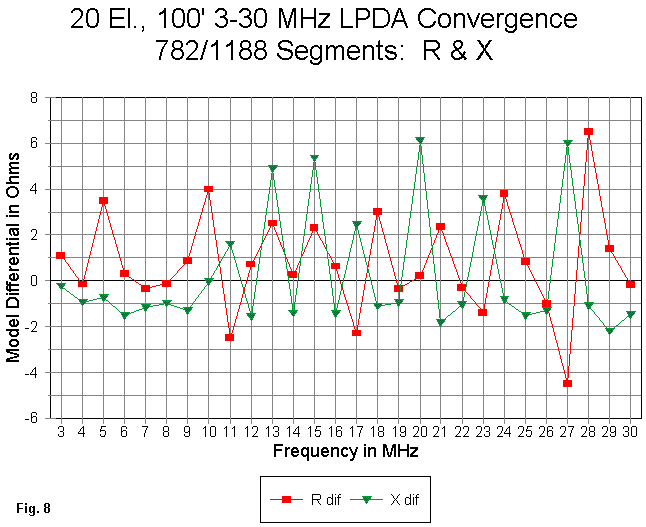 20 El., 100' 3-30 MHz LPDA Convergence
782/1188 Segments:  R & X
Model Differential in Ohms
8
6
4
2
0
-2
-4
-6
3 4 5 6 7 8 9 10 11 12 13 14 15 16 17 18 19 20 21 22 23 24 25 26 27 28 29 30
Frequency in MHz
R dif X dif
Fig. 8